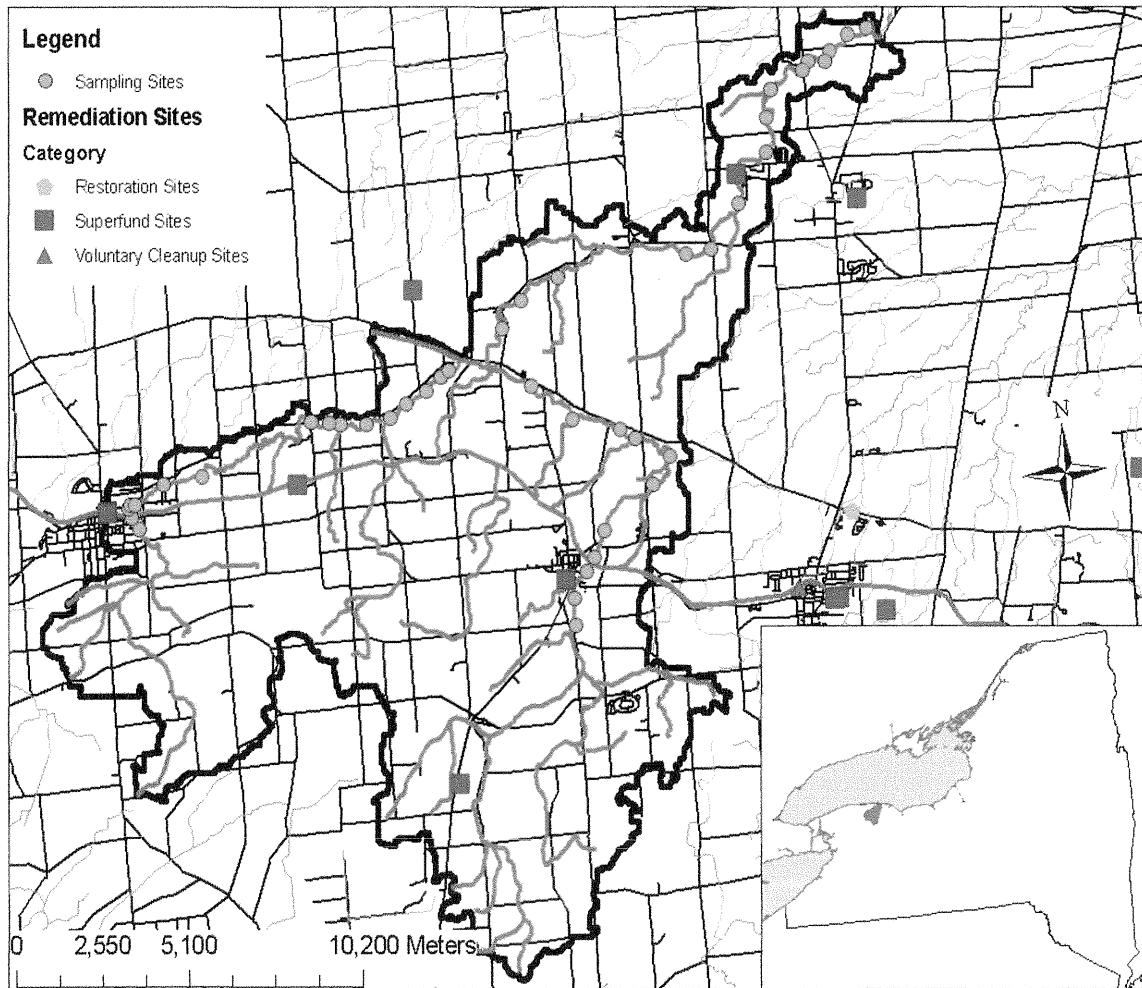 Legend
Sampling Sites
Remediation Sites
Category
Restoration Sites
Superfund Sites
Voluntary Cleanup Sites
N
0 2,550 5,100 10,200 Meters